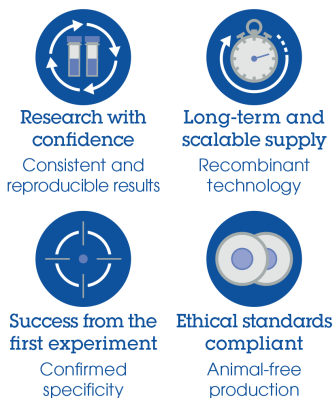 Research with
confidence
Consistent and
reproducible results
Long-term and
scalable supply
Recombinant
technology
Success from the
first experiment
Confirmed
specificity
Ethical standards
compliant
Animal-free
production